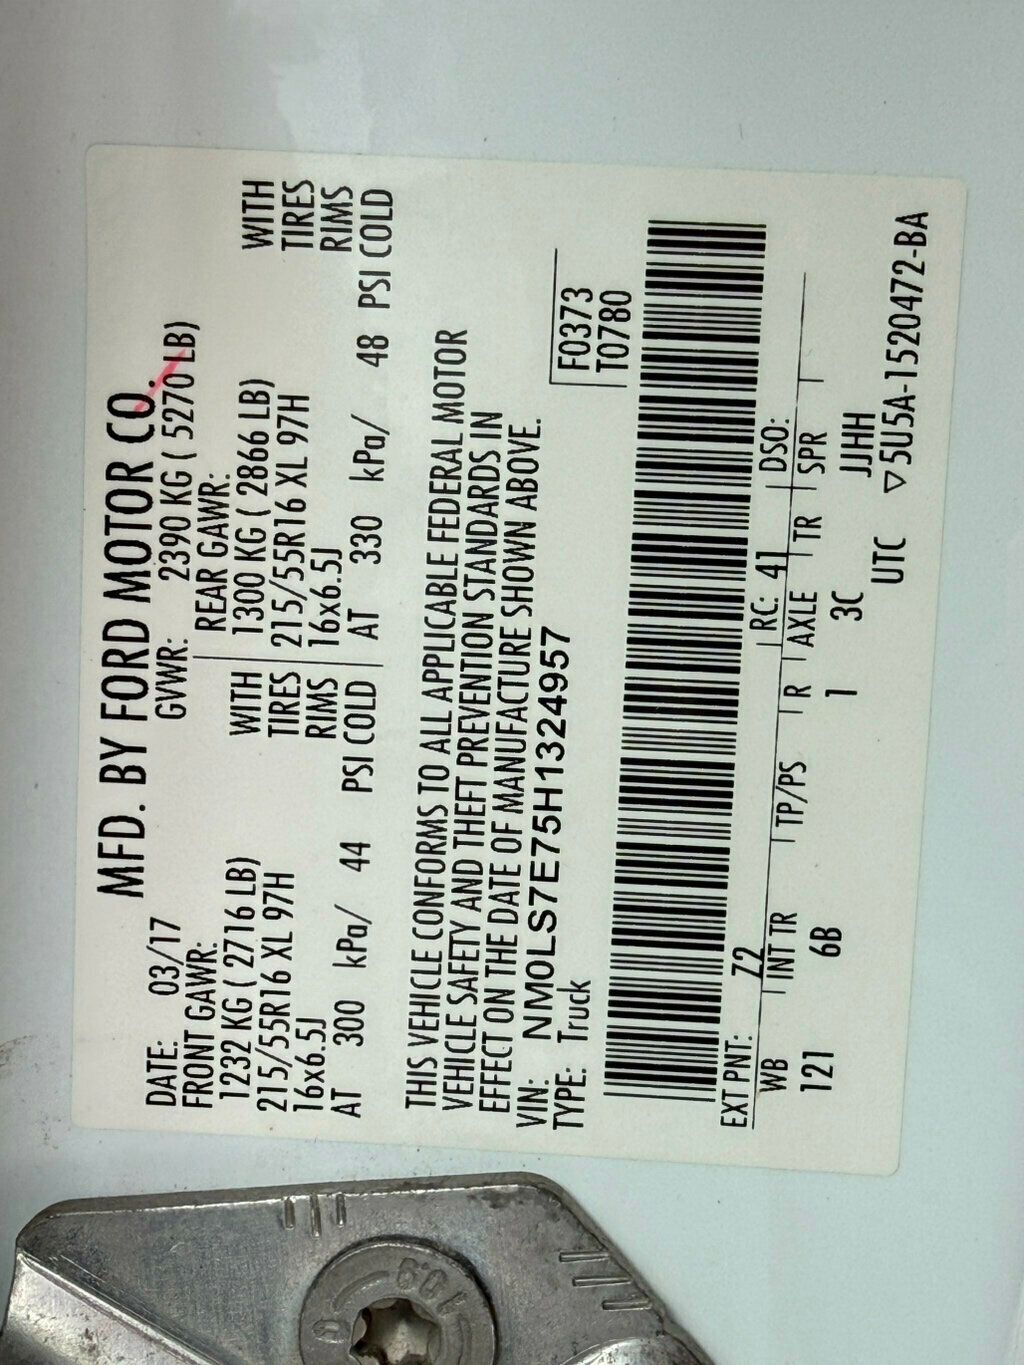 MFD. BY FORD MOTOR CO.
DATE: 03/17 GVWR: 2390 KG ( 5270 LB)
FRONT GAWR: REAR GAWR:
1232 KG ( 2716 LB) WITH 1300 KG ( 2866 LB) WITH
215/55R16 XL 97H TIRES 215/55R16 XL 97H TIRES
16x6.5J RIMS 16x6.5J RIMS
AT 300 kPa/ 44 PSI COLD AT 330 kPa/ 48 PSI COLD
THIS VEHICLE CONFORMS TO ALL APPLICABLE FEDERAL MOTOR
VEHICLE SAFETY AND THEFT PREVENTION STANDARDS IN
EFFECT ON THE DATE OF MANUFACTURE SHOWN ABOVE.
VIN: NM0LS7E75H1324957 F0373
TYPE: Truck T0780
EXT PNT: Z2 RC: 41 DSO:
WB INT TR TP/PS R AXLE TR SPR
121 6B 1 3C JJHH
UTC ▽5U5A-1520472-BA
10.9